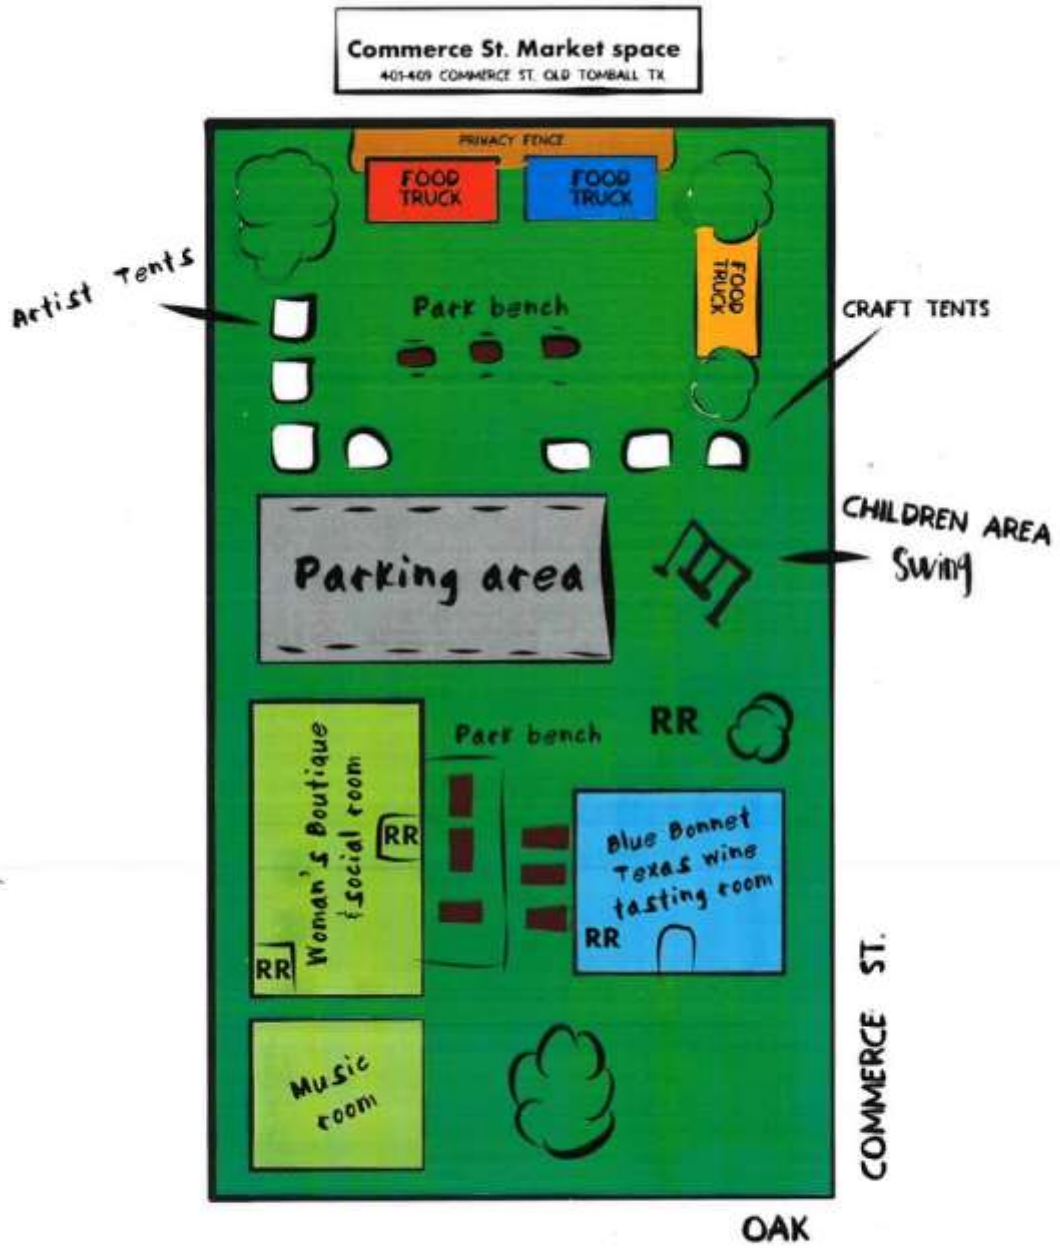 Commerce St. Market space
401-409 COMMERCE ST. OLD TOMBALL TX
PRIVACY FENCE
FOOD
TRUCK
FOOD
TRUCK
FOOD
TRUCK
Artist Tents
Park bench
CRAFT TENTS
CHILDREN AREA
Swing
Parking area
Park bench
RR
Woman's Boutique
& social room
RR
RR
Blue Bonnet
Texas wine
tasting room
RR
Music
room
COMMERCE ST.
OAK